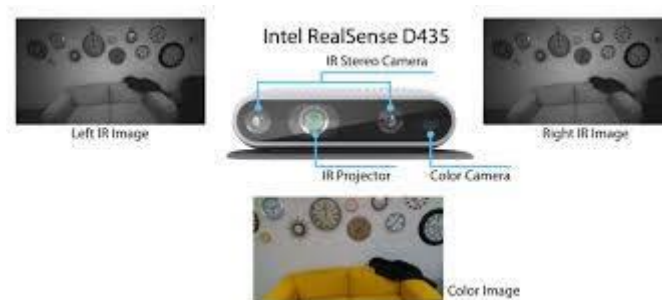 Intel RealSense D435
IR Stereo Camera
Left IR Image
Right IR Image
IR Projector
Color Camera
Color Image